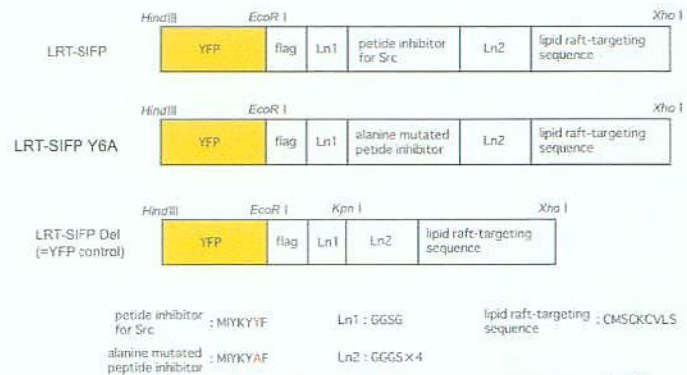 HindIII EcoR I Xho I
LRT-SIFP YFP flag Ln1 petide inhibitor for Src Ln2 lipid raft-targeting sequence
HindIII EcoR I Xho I
LRT-SIFP Y6A YFP flag Ln1 alanine mutated petide inhibitor Ln2 lipid raft-targeting sequence
HindIII EcoR I Kpn I Xho I
LRT-SIFP Del (=YFP control) YFP flag Ln1 Ln2 lipid raft-targeting sequence
petide inhibitor for Src : MIYKYYF Ln1 : GGSG lipid raft-targeting sequence : CMSCKCVLS
alanine mutated peptide inhibitor : MIYKYAF Ln2 : GGGS×4